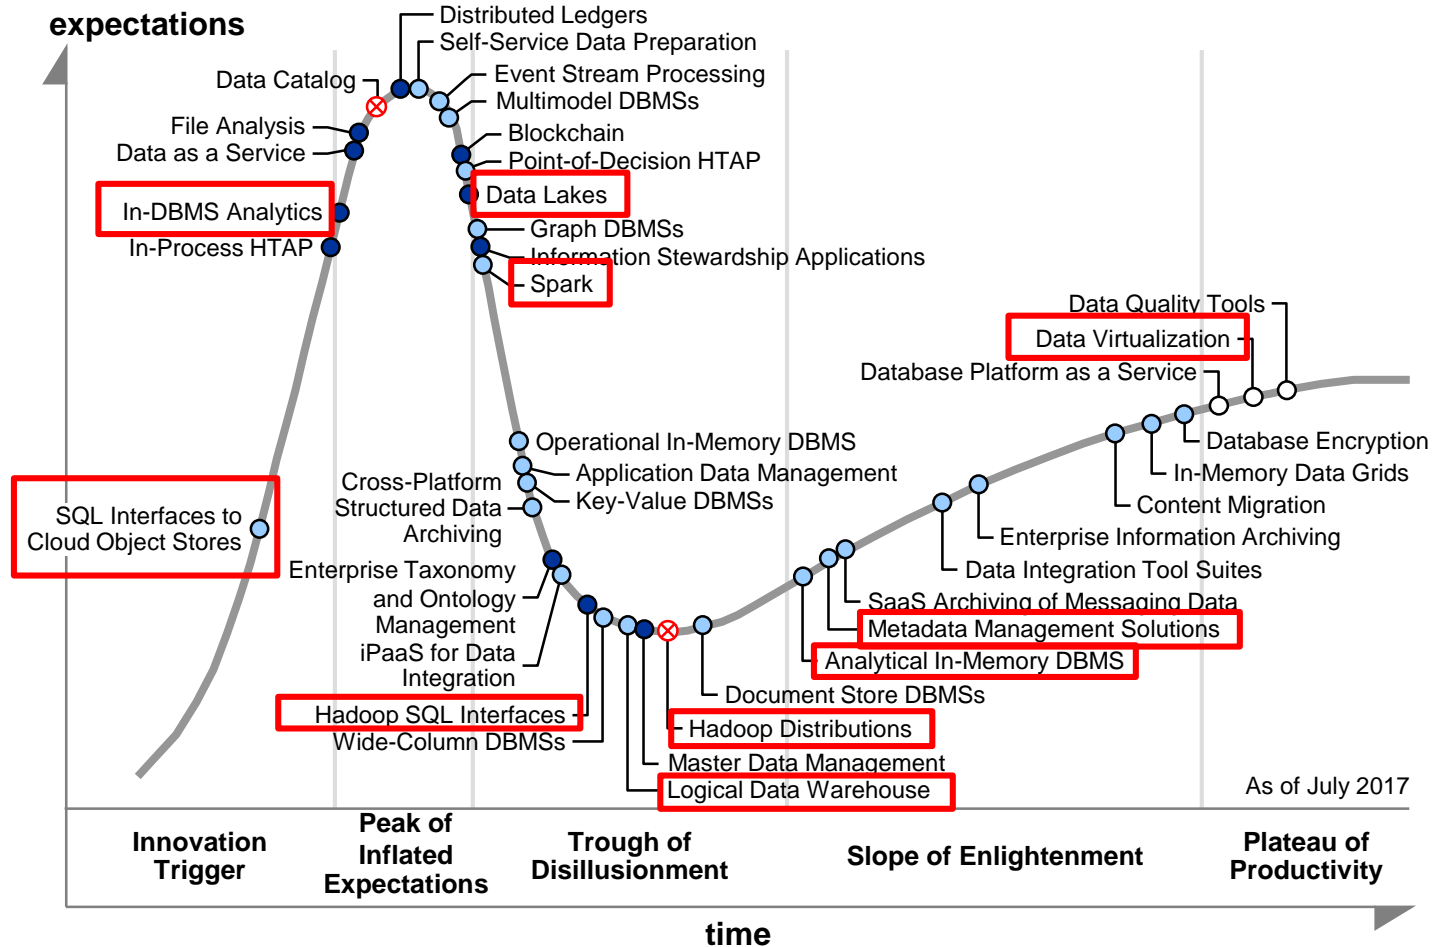 expectations
Distributed Ledgers
Self-Service Data Preparation
Data Catalog
Event Stream Processing
Multimodel DBMSs
File Analysis
Blockchain
Data as a Service
Point-of-Decision HTAP
Data Lakes
In-DBMS Analytics
Graph DBMSs
In-Process HTAP
Information Stewardship Applications
Spark
Data Quality Tools
Data Virtualization
Database Platform as a Service
Operational In-Memory DBMS
Database Encryption
Application Data Management
In-Memory Data Grids
Cross-Platform
Structured Data
Archiving
Key-Value DBMSs
Content Migration
SQL Interfaces to
Cloud Object Stores
Enterprise Information Archiving
Enterprise Taxonomy
and Ontology
Management
Data Integration Tool Suites
SaaS Archiving of Messaging Data
Metadata Management Solutions
iPaaS for Data
Integration
Analytical In-Memory DBMS
Document Store DBMSs
Hadoop SQL Interfaces
Hadoop Distributions
Wide-Column DBMSs
Master Data Management
Logical Data Warehouse
As of July 2017
Innovation
Trigger
Peak of
Inflated
Expectations
Trough of
Disillusionment
Slope of Enlightenment
Plateau of
Productivity
time